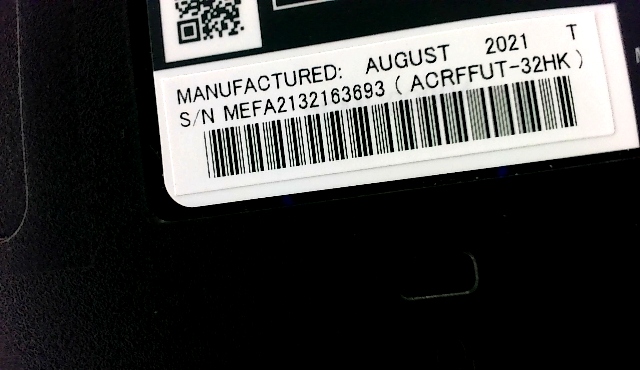 MANUFACTURED: AUGUST 2021 T
S/N MEFA2132163693 ( ACRFFUT-32HK )